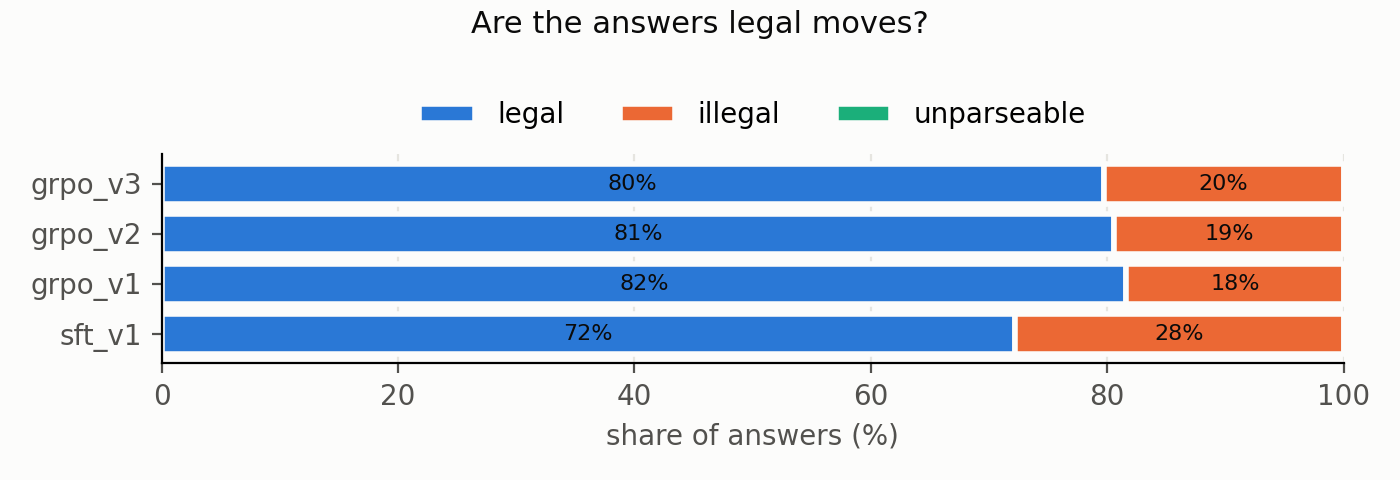 Are the answers legal moves?
legal illegal unparseable
grpo_v3 80% 20%
grpo_v2 81% 19%
grpo_v1 82% 18%
sft_v1 72% 28%
0 20 40 60 80 100
share of answers (%)